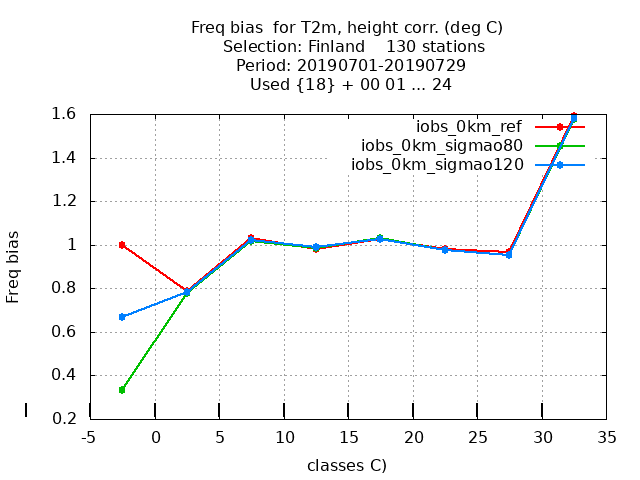 Freq bias  for T2m, height corr. (deg C)
Selection: Finland    130 stations
Period: 20190701-20190729
Used {18} + 00 01 ... 24
iobs_0km_ref
iobs_0km_sigmao80
iobs_0km_sigmao120
Freq bias
1.6
1.4
1.2
1
0.8
0.6
0.4
0.2
-5 0 5 10 15 20 25 30 35
classes C)